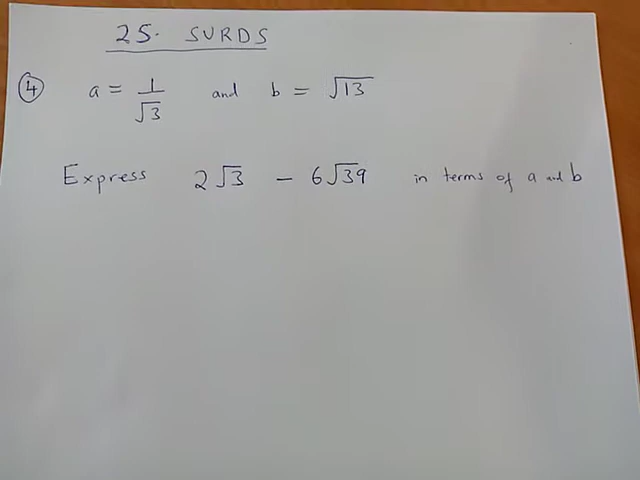 25. SURDS
④ a = 1/√3 and b = √13
Express 2√3 − 6√39 in terms of a and b